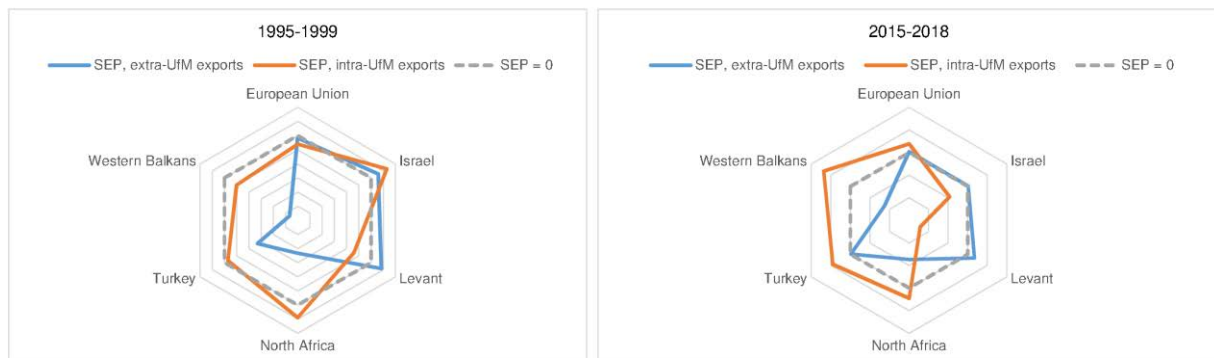 1995-1999
SEP, extra-UfM exports SEP, intra-UfM exports SEP = 0
European Union
Western Balkans Israel
Turkey Levant
North Africa
2015-2018
SEP, extra-UfM exports SEP, intra-UfM exports SEP = 0
European Union
Western Balkans Israel
Turkey Levant
North Africa